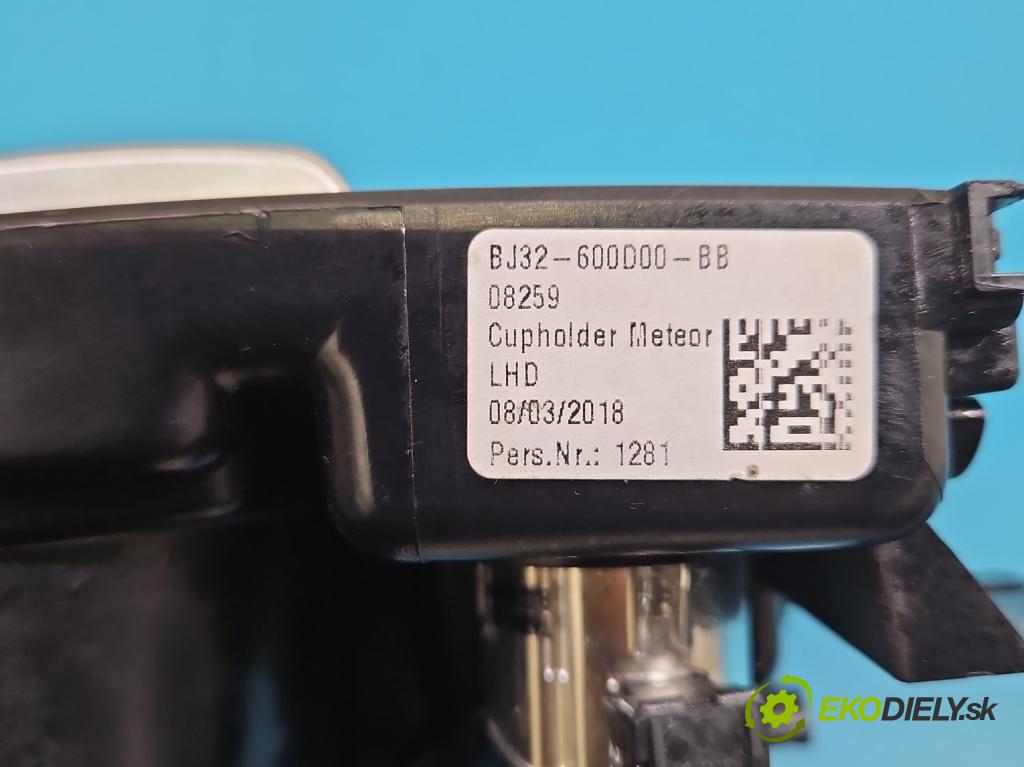 BJ32-600D00-BB
08259
Cupholder Meteor
LHD
08/03/2018
Pers.Nr.: 1281
EKODIELY.sk